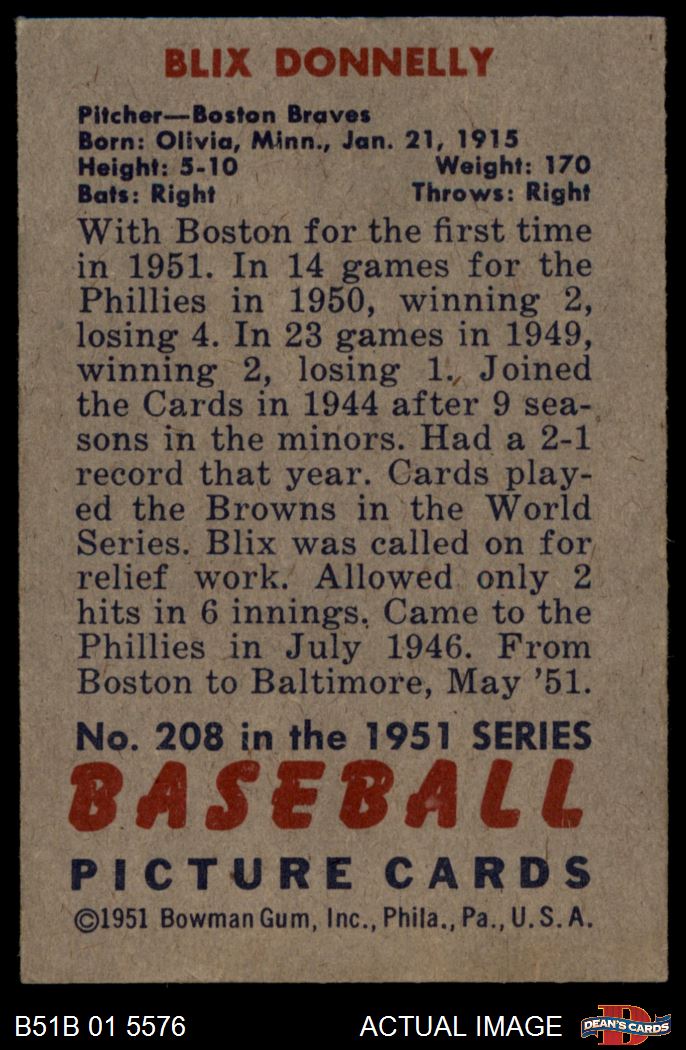 BLIX DONNELLY
Pitcher—Boston Braves
Born: Olivia, Minn., Jan. 21, 1915
Height: 5-10 Weight: 170
Bats: Right Throws: Right
With Boston for the first time
in 1951. In 14 games for the
Phillies in 1950, winning 2,
losing 4. In 23 games in 1949,
winning 2, losing 1. Joined
the Cards in 1944 after 9 sea-
sons in the minors. Had a 2-1
record that year. Cards play-
ed the Browns in the World
Series. Blix was called on for
relief work. Allowed only 2
hits in 6 innings. Came to the
Phillies in July 1946. From
Boston to Baltimore, May '51.
No. 208 in the 1951 SERIES
BASEBALL
PICTURE CARDS
©1951 Bowman Gum, Inc., Phila., Pa., U.S.A.
B51B 01 5576 ACTUAL IMAGE D DEAN'S CARDS